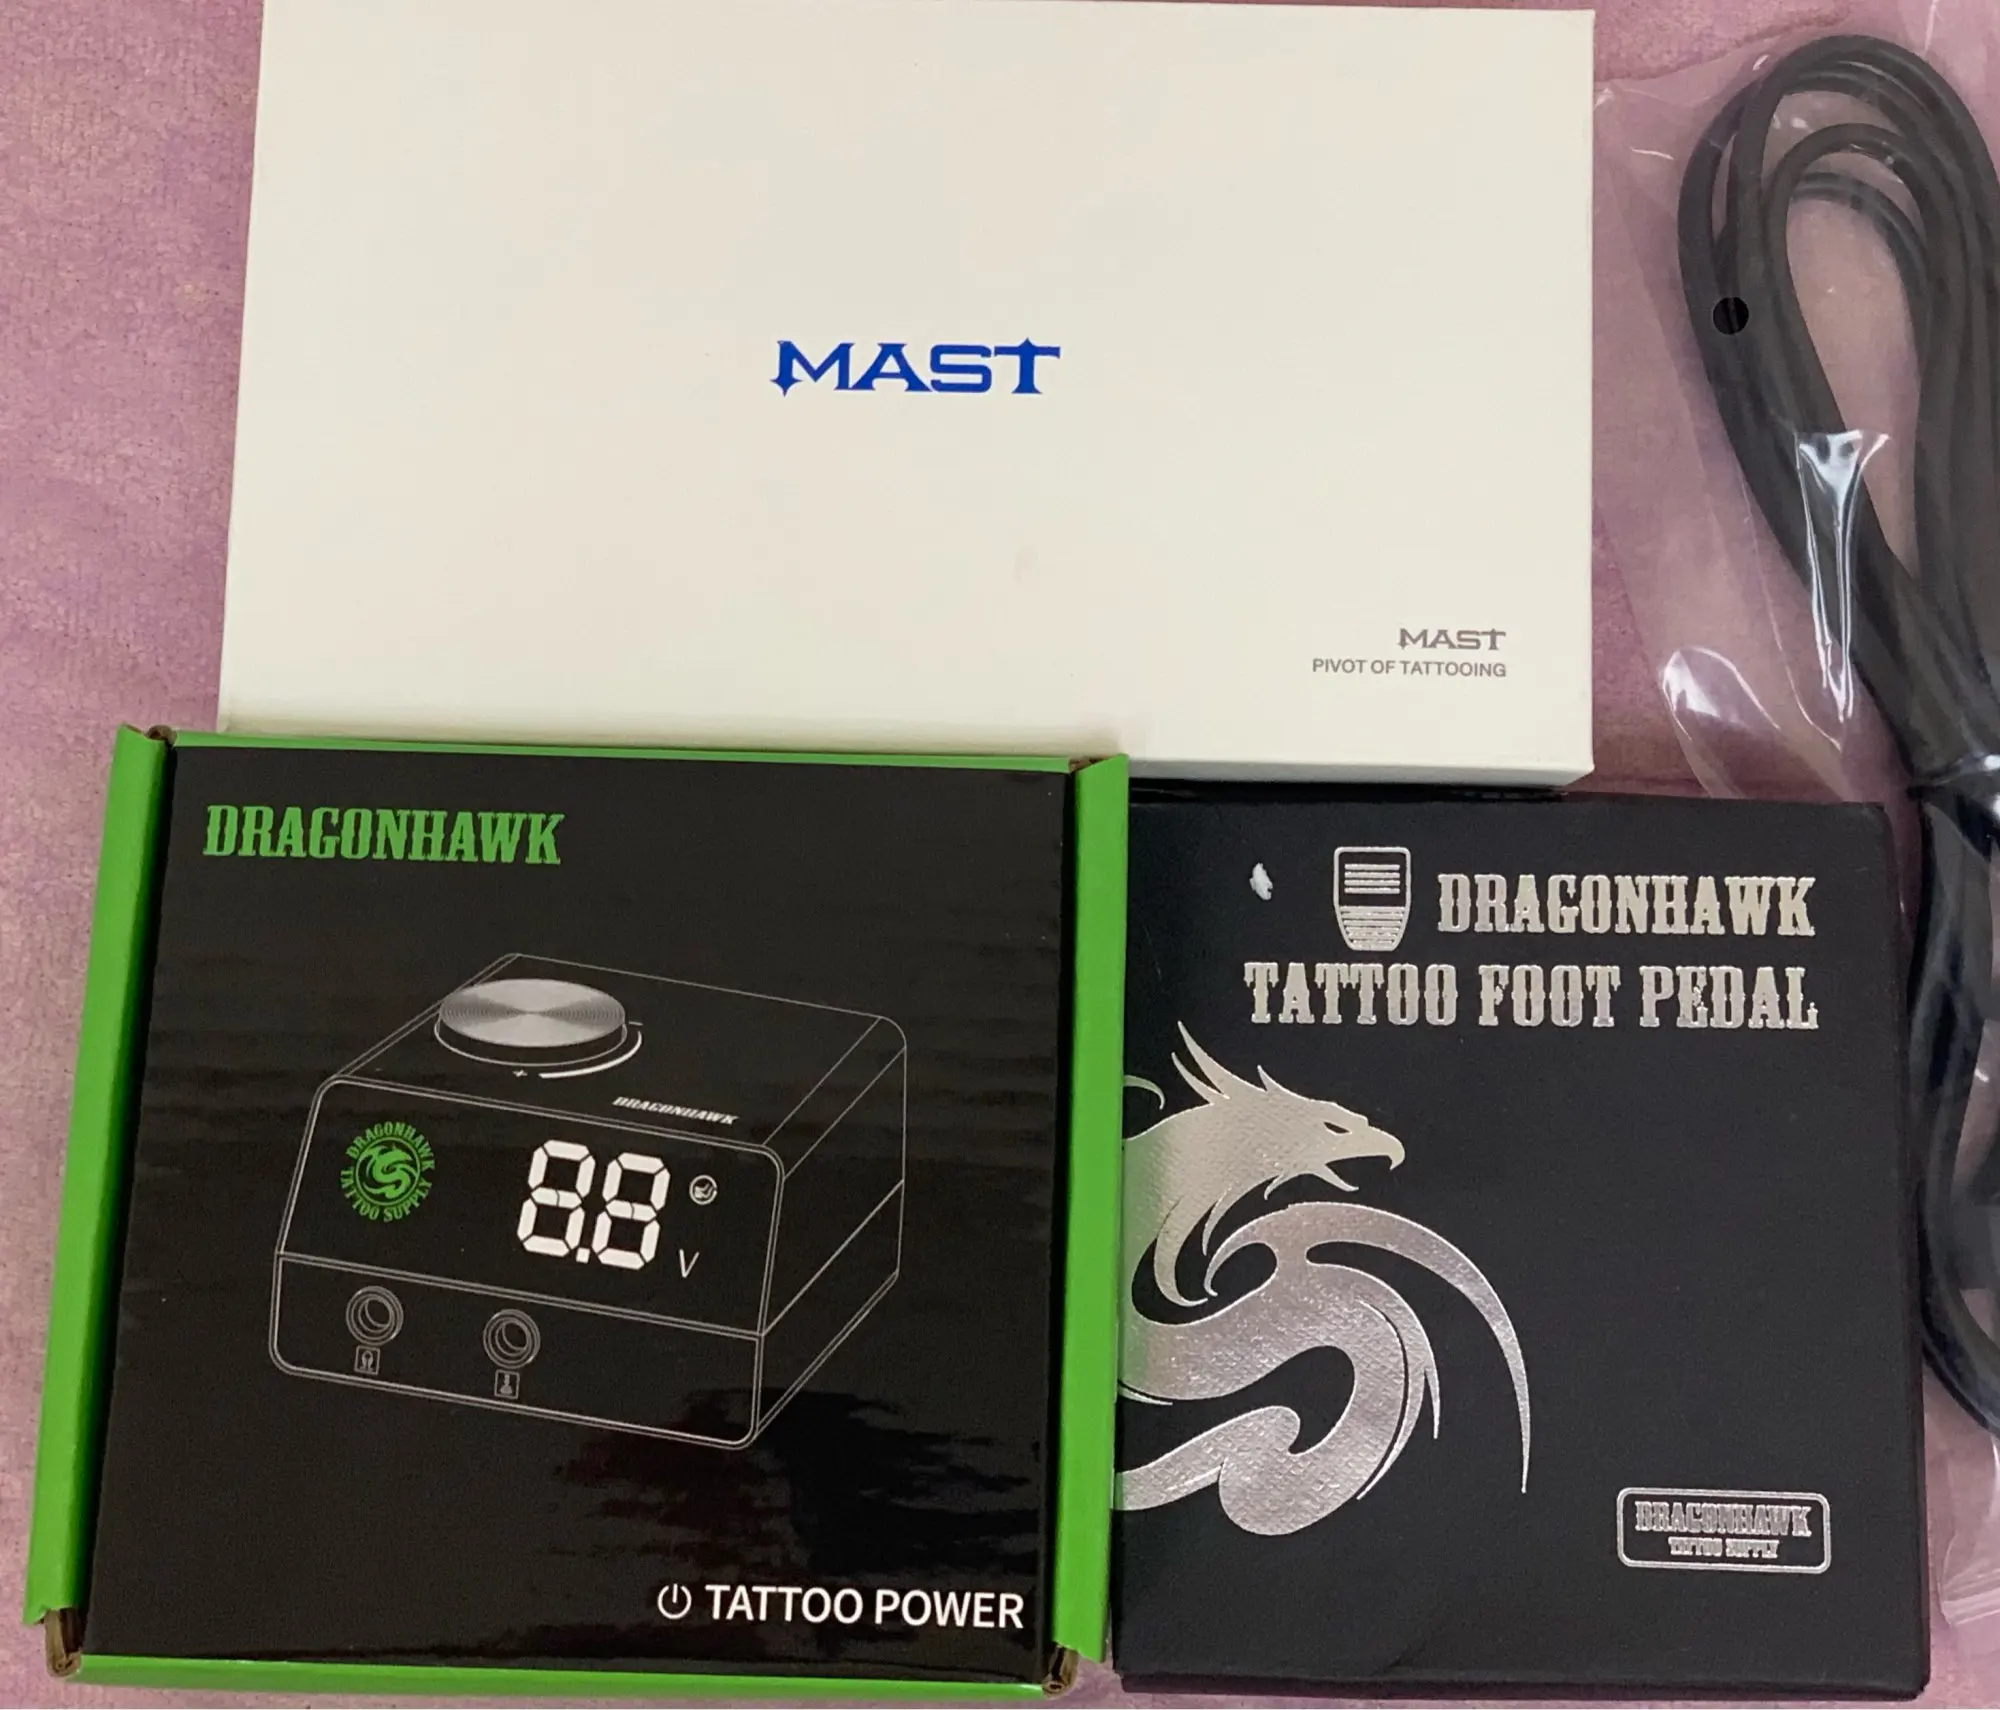 MAST
MAST
PIVOT OF TATTOOING
DRAGONHAWK
DRAGONHAWK
DRAGONHAWK
TATTOO SUPPLY
8.8
V
TATTOO POWER
DRAGONHAWK
TATTOO FOOT PEDAL
DRAGONHAWK
TATTOO SUPPLY